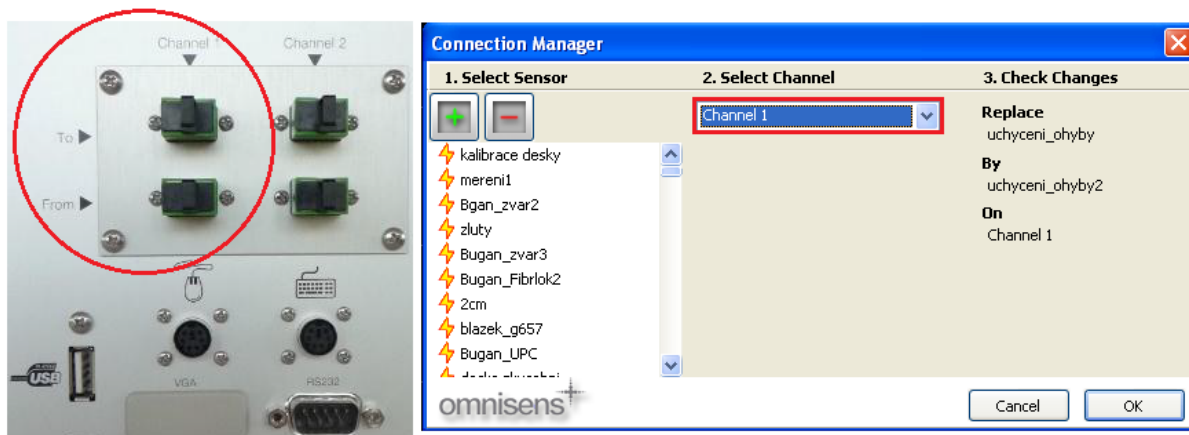 Channel 1
Channel 2
To
From
USB
VGA
RS232
Connection Manager
1. Select Sensor
2. Select Channel
3. Check Changes
kalibrace desky
mereni1
Bgan_zvar2
zluty
Bugan_zvar3
Bugan_Fibrlok2
2cm
blazek_g657
Bugan_UPC
Channel 1
Replace
uchyceni_ohyby
By
uchyceni_ohyby2
On
Channel 1
omnisens
Cancel
OK